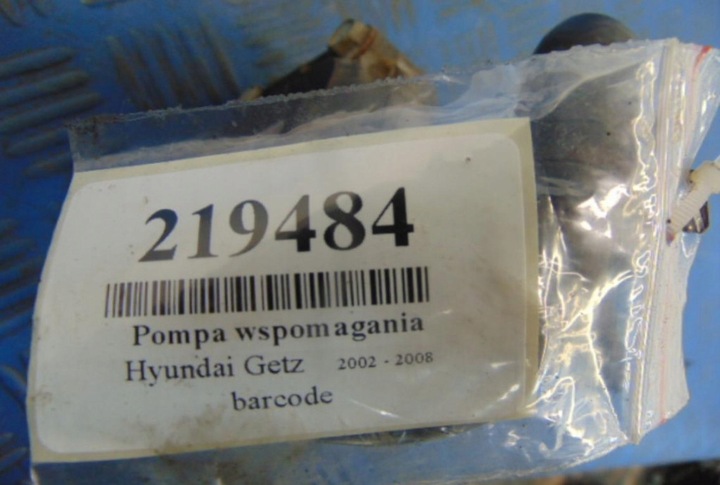 219484
Pompa wspomagania
Hyundai Getz 2002 - 2008
barcode